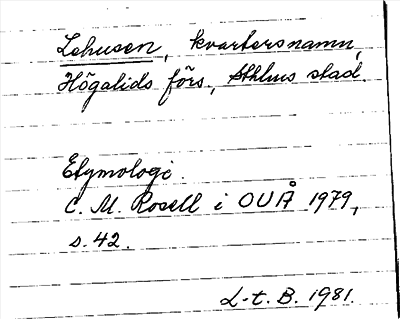 Lehusen, kvartersnamn,
Högalids förs., Sthlms stad.
Etymologi.
C. M. Rosell i OUÅ 1979,
s. 42.
L-t. B. 1981.